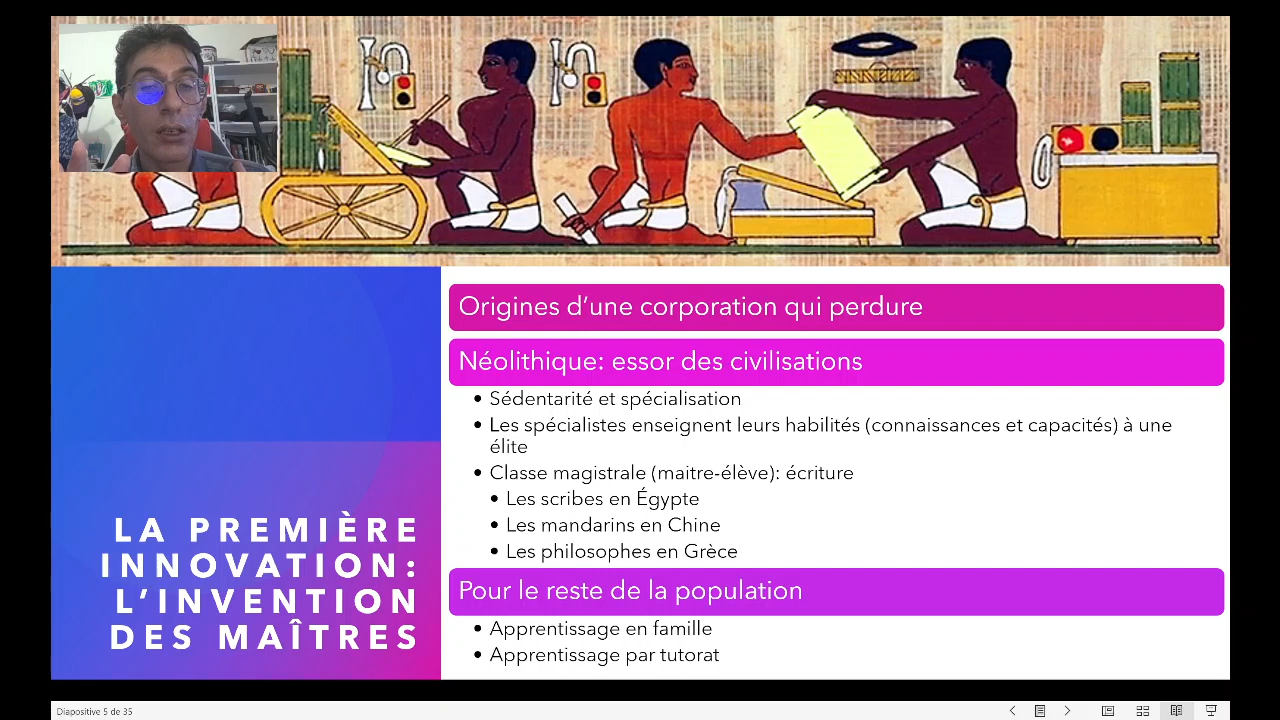 LA PREMIÈRE
INNOVATION:
L’INVENTION
DES MAÎTRES
Origines d’une corporation qui perdure
Néolithique: essor des civilisations
• Sédentarité et spécialisation
• Les spécialistes enseignent leurs habilités (connaissances et capacités) à une
élite
• Classe magistrale (maitre-élève): écriture
• Les scribes en Égypte
• Les mandarins en Chine
• Les philosophes en Grèce
Pour le reste de la population
• Apprentissage en famille
• Apprentissage par tutorat
Diapositive 5 de 35